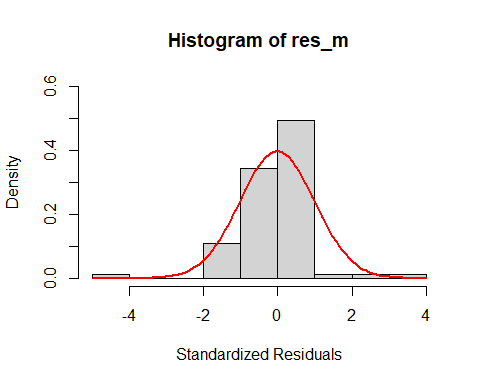 Histogram of res_m
Density
0.6
0.4
0.2
0.0
-4 -2 0 2 4
Standardized Residuals